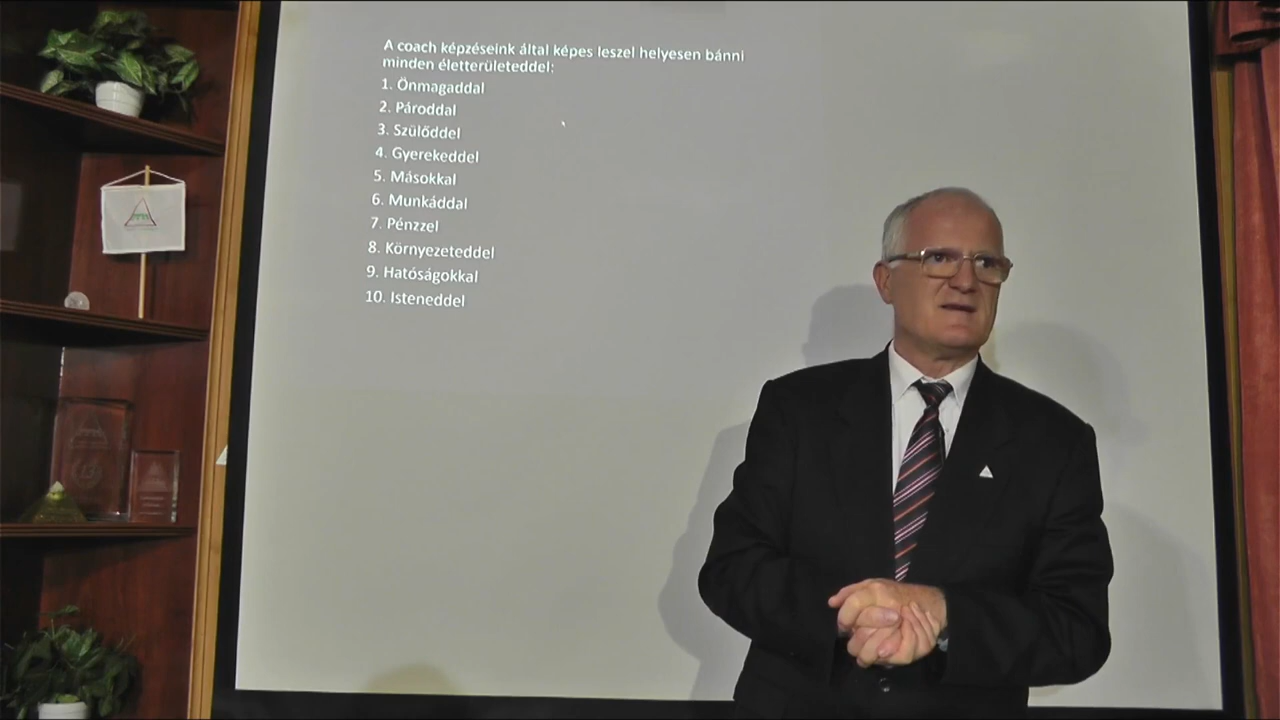 A coach képzéseink által képes leszel helyesen bánni
minden életterületeddel:
1. Önmagaddal
2. Pároddal
3. Szülőddel
4. Gyerekeddel
5. Másokkal
6. Munkáddal
7. Pénzzel
8. Környezeteddel
9. Hatóságokkal
10. Isteneddel